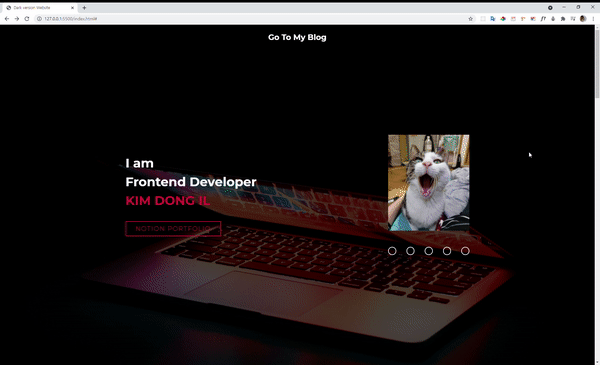 Dark version Website
127.0.0.1:5500/index.html#
Go To My Blog
I am
Frontend Developer
KIM DONG IL
NOTION PORTFOLIO